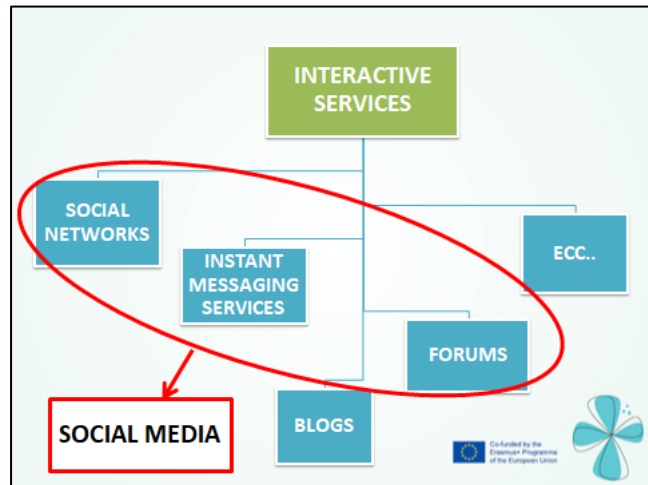 INTERACTIVE
SERVICES
SOCIAL
NETWORKS
INSTANT
MESSAGING
SERVICES
ECC..
FORUMS
BLOGS
SOCIAL MEDIA
Co-funded by the
Erasmus+ Programme
of the European Union